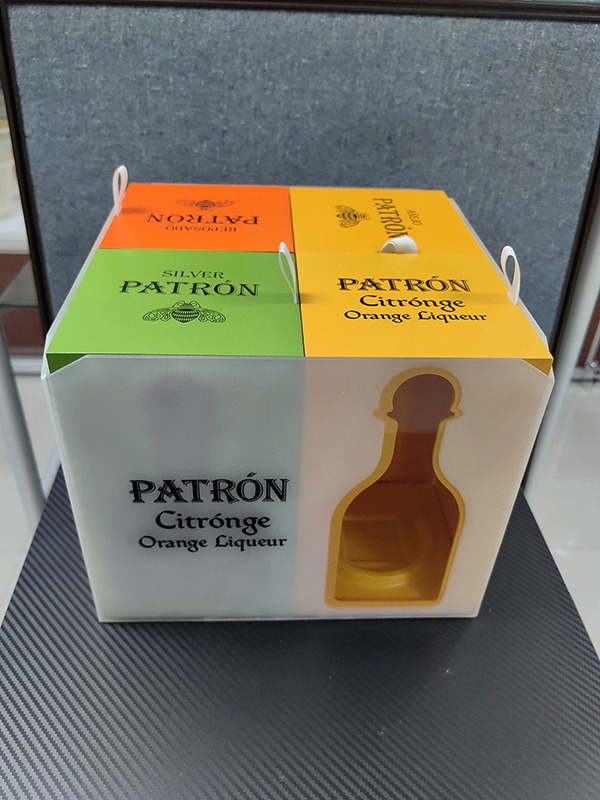 REPOSADO
PATRÓN
AÑEJO
PATRÓN
SILVER
PATRÓN
PATRÓN
Citrónge
Orange Liqueur
PATRÓN
Citrónge
Orange Liqueur